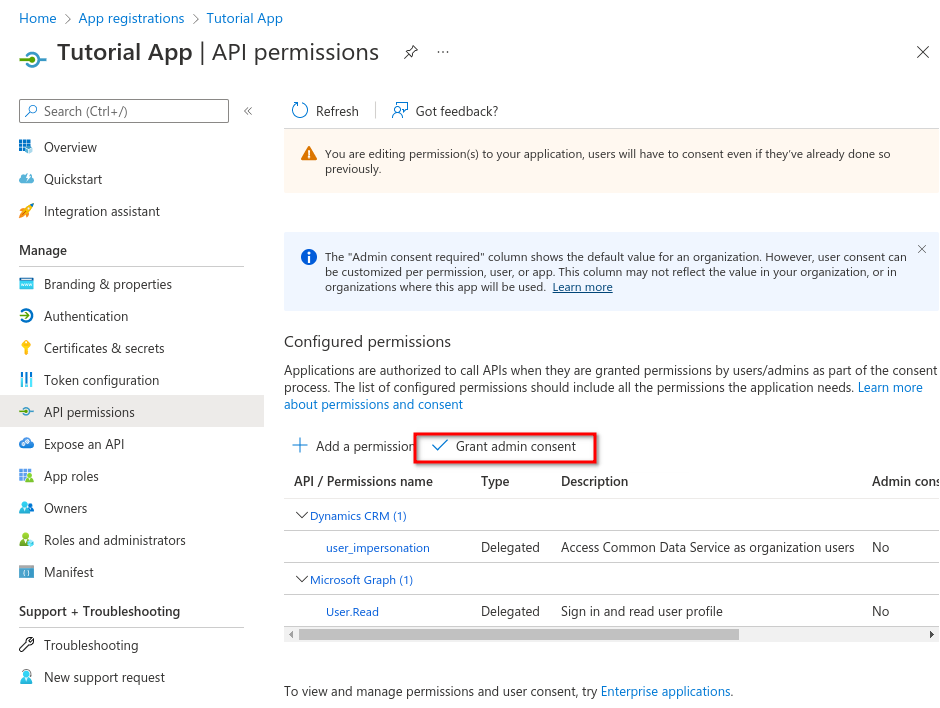 Home > App registrations > Tutorial App
Tutorial App | API permissions
Search (Ctrl+/)
Overview
Quickstart
Integration assistant
Manage
Branding & properties
Authentication
Certificates & secrets
Token configuration
API permissions
Expose an API
App roles
Owners
Roles and administrators
Manifest
Support + Troubleshooting
Troubleshooting
New support request
Refresh
Got feedback?
You are editing permission(s) to your application, users will have to consent even if they've already done so
previously.
The "Admin consent required" column shows the default value for an organization. However, user consent can
be customized per permission, user, or app. This column may not reflect the value in your organization, or in
organizations where this app will be used. Learn more
Configured permissions
Applications are authorized to call APIs when they are granted permissions by users/admins as part of the consent
process. The list of configured permissions should include all the permissions the application needs. Learn more
about permissions and consent
Add a permission
Grant admin consent
API / Permissions name Type Description Admin cons
Dynamics CRM (1)
user_impersonation Delegated Access Common Data Service as organization users No
Microsoft Graph (1)
User.Read Delegated Sign in and read user profile No
To view and manage permissions and user consent, try Enterprise applications.